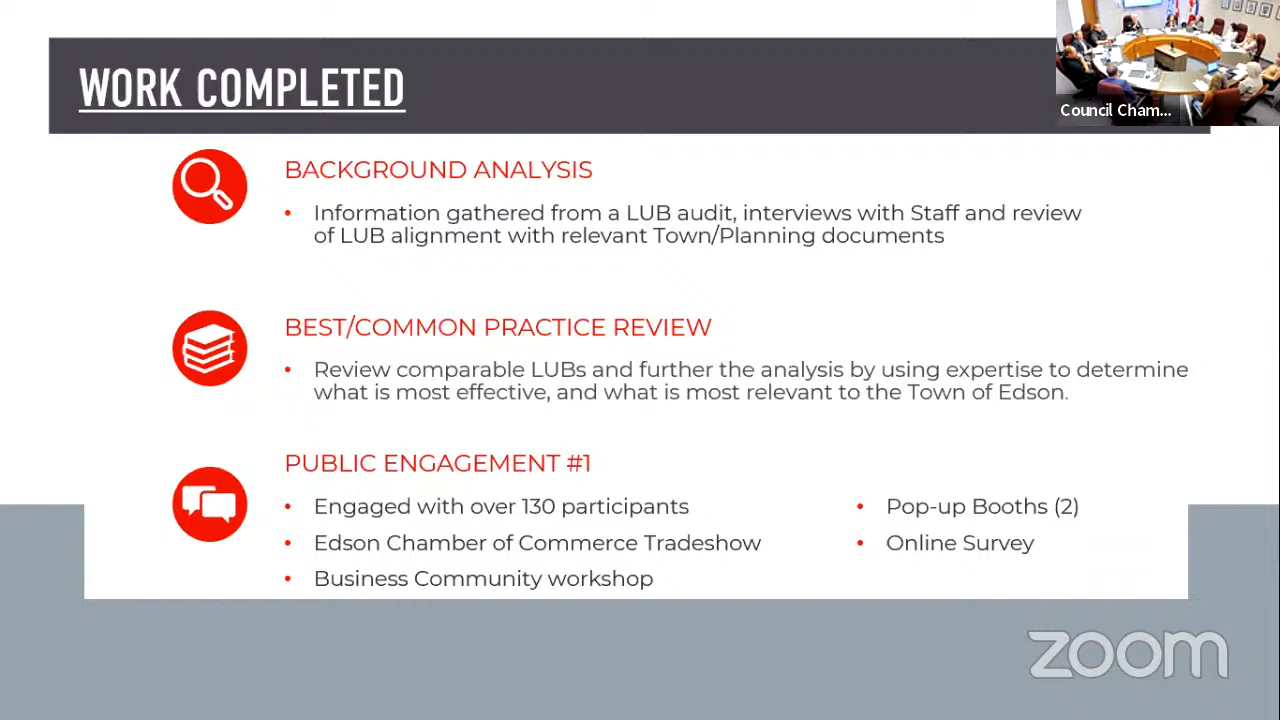 WORK COMPLETED
Council Cham...
BACKGROUND ANALYSIS
• Information gathered from a LUB audit, interviews with Staff and review
of LUB alignment with relevant Town/Planning documents
BEST/COMMON PRACTICE REVIEW
• Review comparable LUBs and further the analysis by using expertise to determine
what is most effective, and what is most relevant to the Town of Edson.
PUBLIC ENGAGEMENT #1
• Engaged with over 130 participants
• Edson Chamber of Commerce Tradeshow
• Business Community workshop
• Pop-up Booths (2)
• Online Survey
zoom